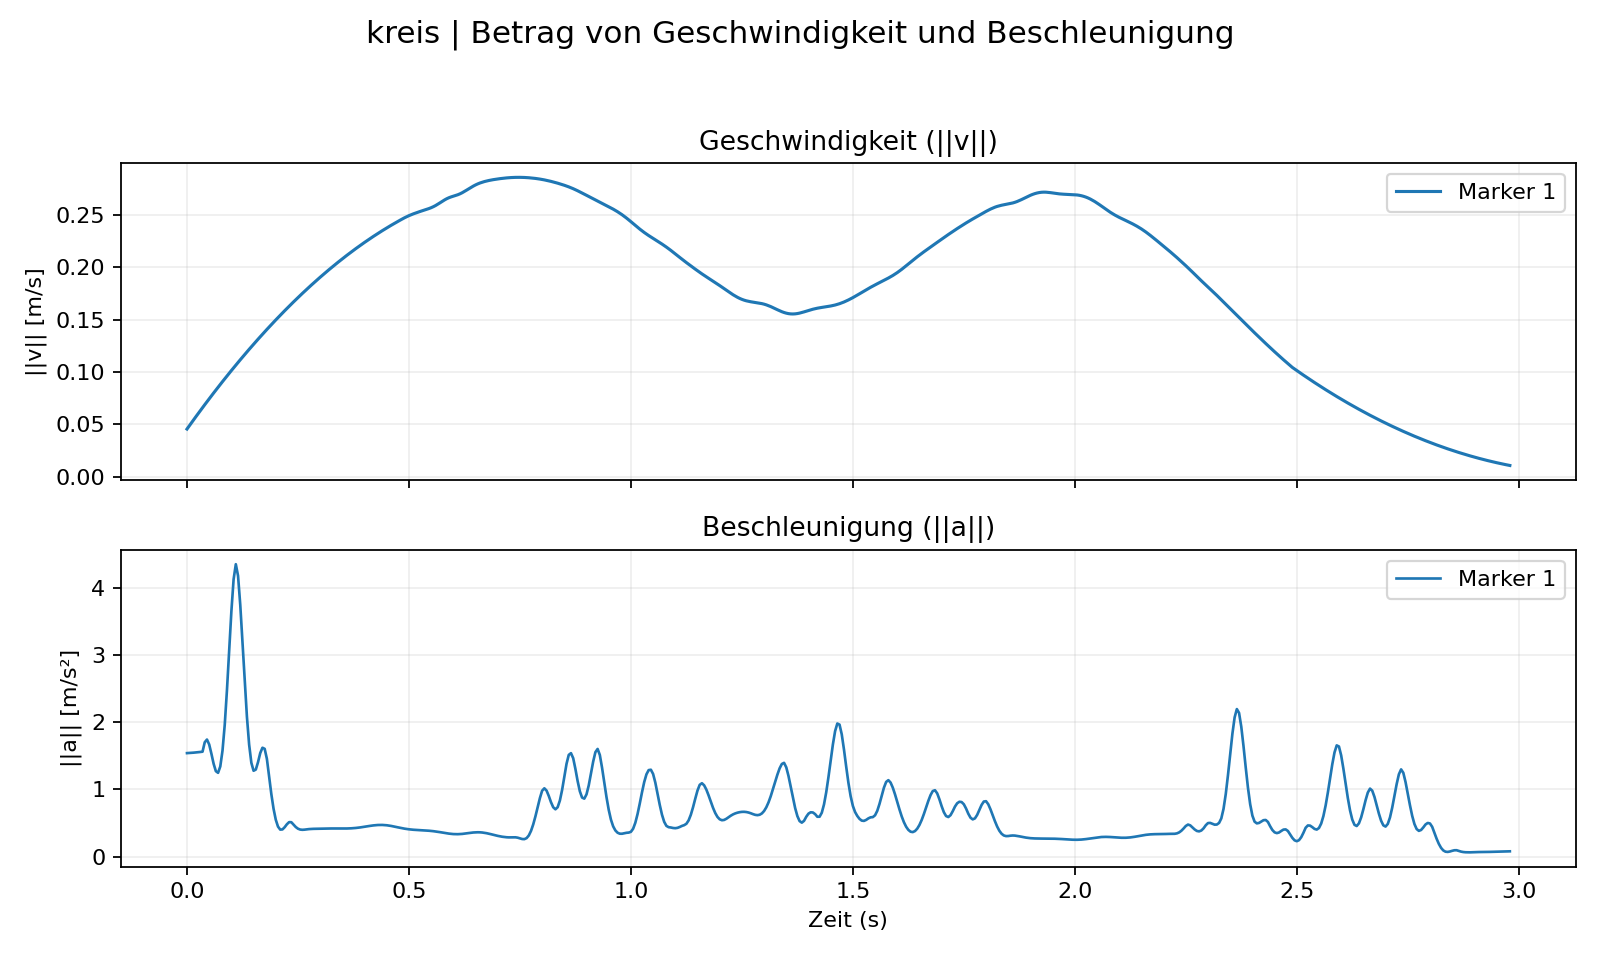 kreis | Betrag von Geschwindigkeit und Beschleunigung
Geschwindigkeit (||v||)
||v|| [m/s]
0.25
0.20
0.15
0.10
0.05
0.00
Marker 1
Beschleunigung (||a||)
||a|| [m/s²]
4
3
2
1
0
Marker 1
0.0 0.5 1.0 1.5 2.0 2.5 3.0
Zeit (s)